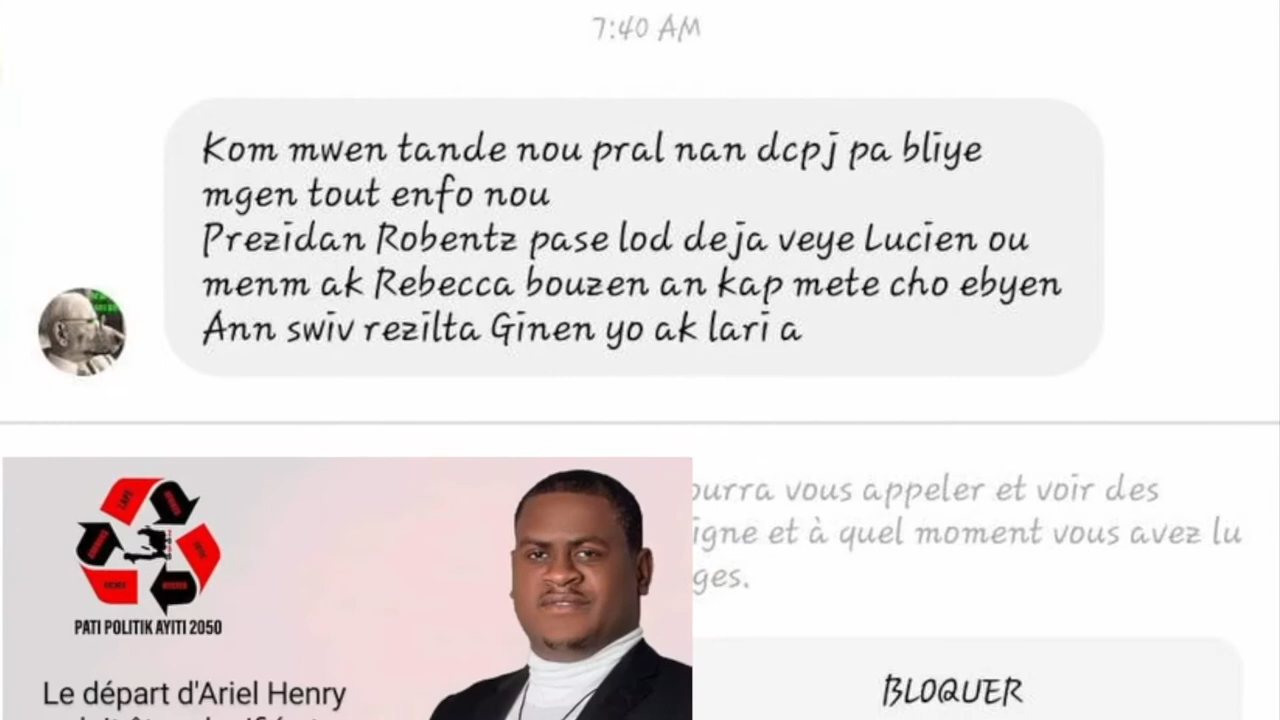 7:40 AM
Kom mwen tande nou pral nan dcpj pa bliye
mgen tout enfo nou
Prezidan Robentz pase lod deja veye Lucien ou
menm ak Rebecca bouzen an kap mete cho ebyen
Ann swiv rezilta Ginen yo ak lari a
ourra vous appeler et voir des
igne et à quel moment vous avez lu
ges.
PATI POLITIK AYITI 2050
Le départ d'Ariel Henry
BLOQUER